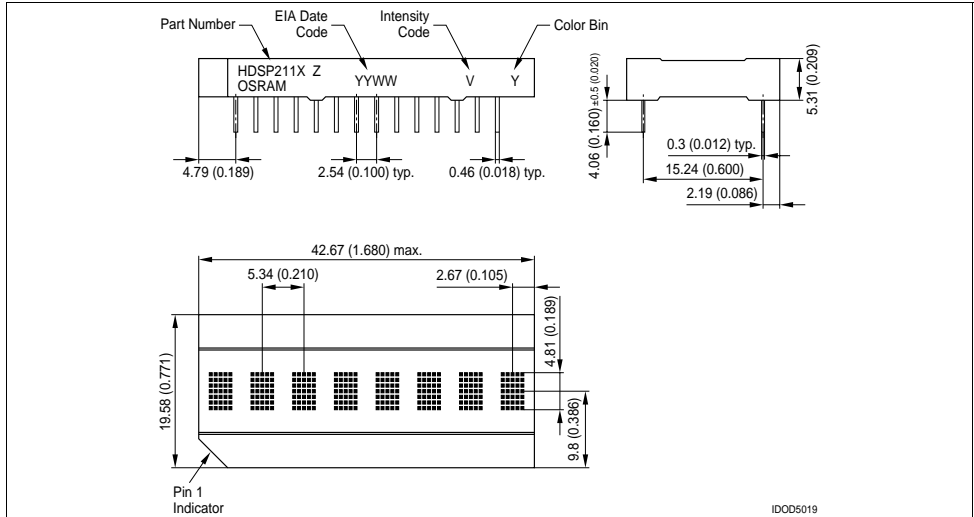 Part Number
EIA Date
Code
Intensity
Code
Color Bin
HDSP211X Z
OSRAM
YYWW
V
Y
4.79 (0.189)
2.54 (0.100) typ.
0.46 (0.018) typ.
4.06 (0.160) ±0.5 (0.020)
5.31 (0.209)
0.3 (0.012) typ.
15.24 (0.600)
2.19 (0.086)
42.67 (1.680) max.
5.34 (0.210)
2.67 (0.105)
4.81 (0.189)
19.58 (0.771)
9.8 (0.386)
Pin 1
Indicator
IDOD5019